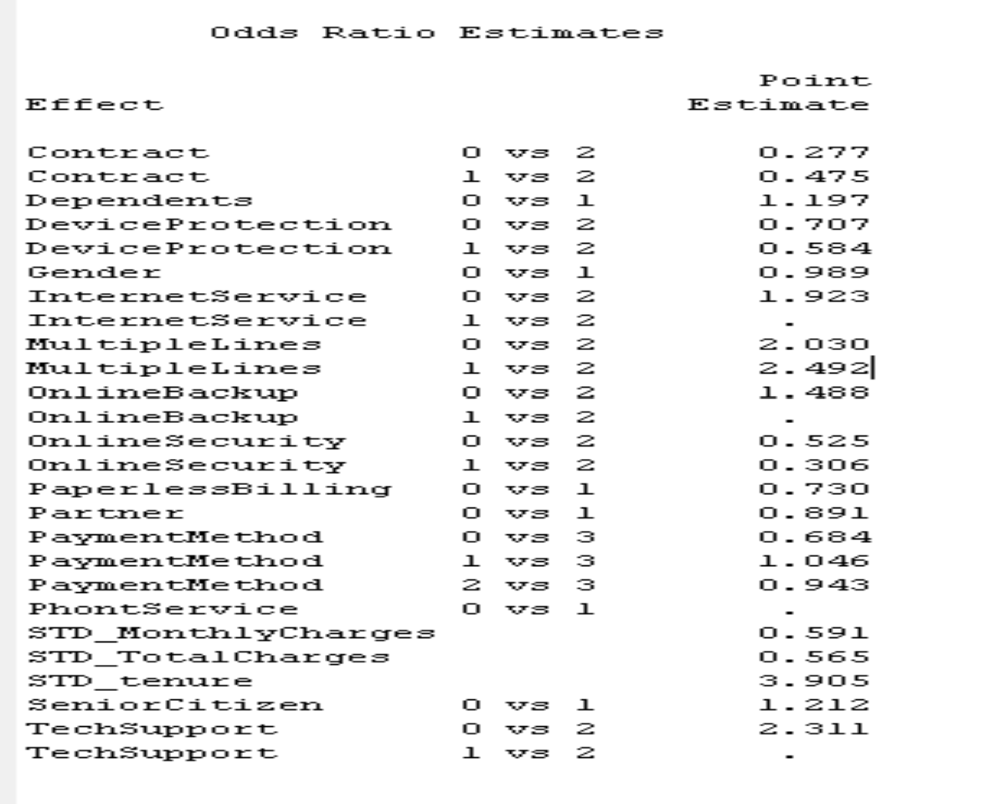 Odds Ratio Estimates
Point
Effect Estimate
Contract 0 vs 2 0.277
Contract 1 vs 2 0.475
Dependents 0 vs 1 1.197
DeviceProtection 0 vs 2 0.707
DeviceProtection 1 vs 2 0.584
Gender 0 vs 1 0.989
InternetService 0 vs 2 1.923
InternetService 1 vs 2 .
MultipleLines 0 vs 2 2.030
MultipleLines 1 vs 2 2.492
OnlineBackup 0 vs 2 1.488
OnlineBackup 1 vs 2 .
OnlineSecurity 0 vs 2 0.525
OnlineSecurity 1 vs 2 0.306
PaperlessBilling 0 vs 1 0.730
Partner 0 vs 1 0.891
PaymentMethod 0 vs 3 0.684
PaymentMethod 1 vs 3 1.046
PaymentMethod 2 vs 3 0.943
PhontService 0 vs 1 .
STD_MonthlyCharges 0.591
STD_TotalCharges 0.565
STD_tenure 3.905
SeniorCitizen 0 vs 1 1.212
TechSupport 0 vs 2 2.311
TechSupport 1 vs 2 .